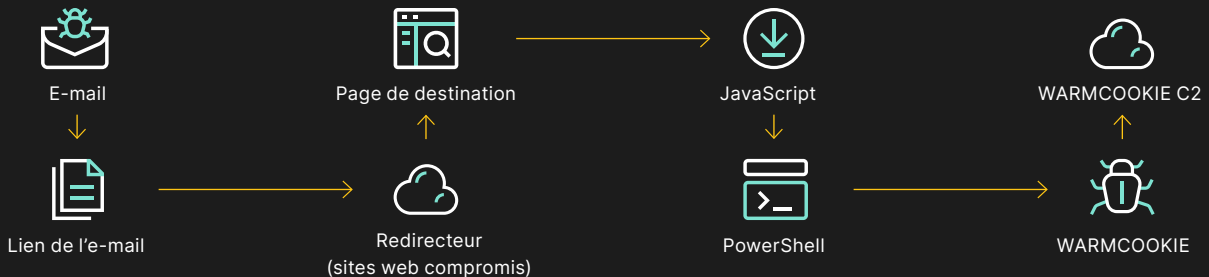 E-mail
Page de destination
JavaScript
WARMCOOKIE C2
Lien de l’e-mail
Redirecteur
(sites web compromis)
PowerShell
WARMCOOKIE